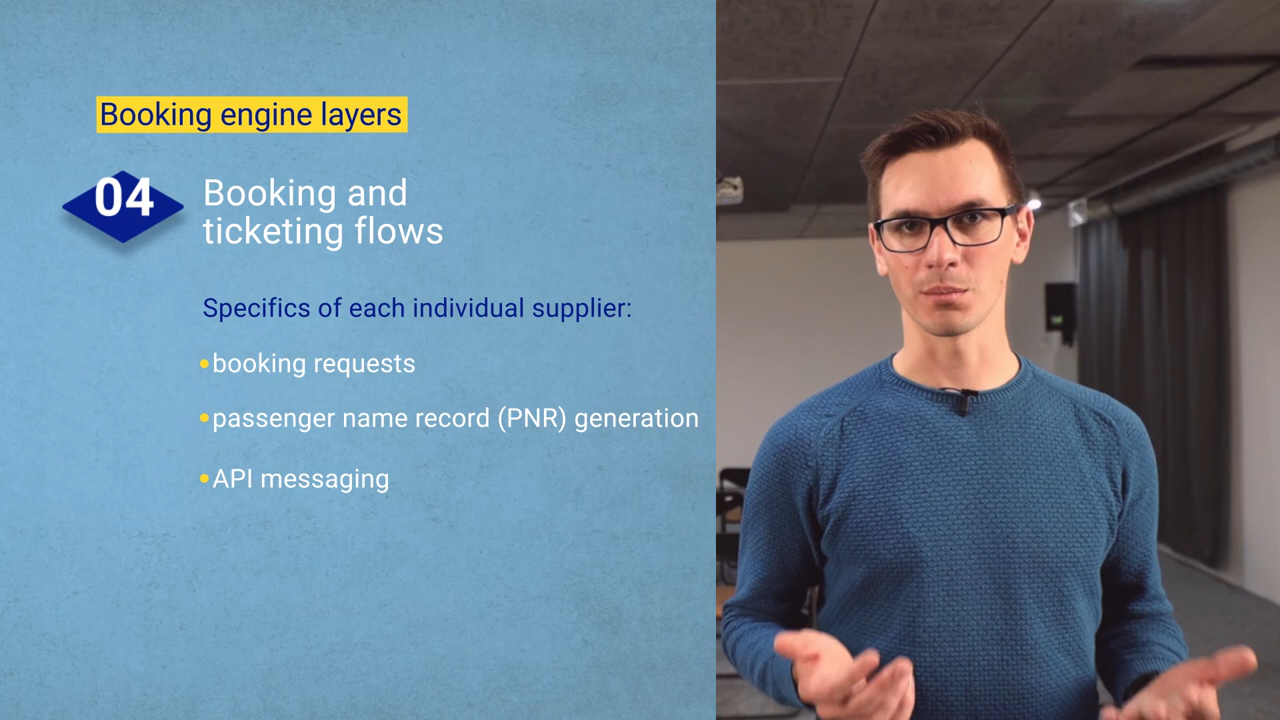 Booking engine layers
04
Booking and
ticketing flows
Specifics of each individual supplier:
•booking requests
•passenger name record (PNR) generation
•API messaging